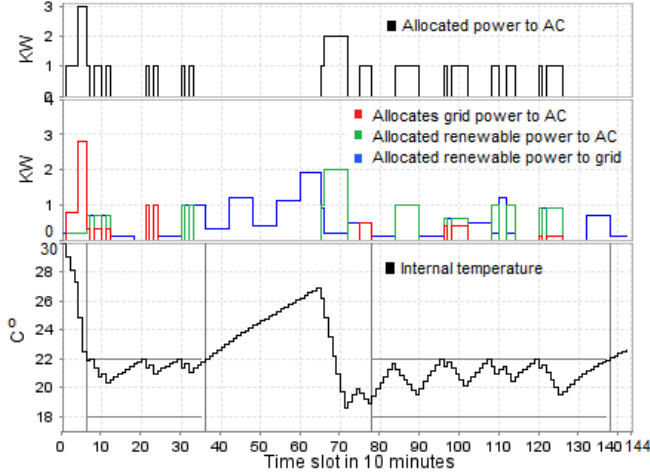 3
2
1
KW
Allocated power to AC
4
3
2
1
0
KW
Allocates grid power to AC
Allocated renewable power to AC
Allocated renewable power to grid
30
28
26
24
22
20
18
C°
Internal temperature
0 10 20 30 40 50 60 70 80 90 100 110 120 130 140 144
Time slot in 10 minutes